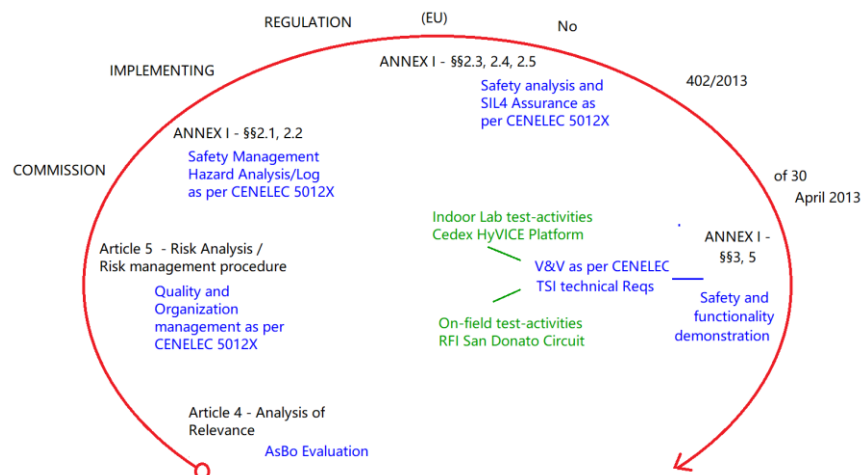 COMMISSION
IMPLEMENTING
REGULATION
(EU)
No
402/2013
of 30
April 2013
Article 4 - Analysis of
Relevance
AsBo Evaluation
Article 5 - Risk Analysis /
Risk management procedure
Quality and
Organization
management as per
CENELEC 5012X
ANNEX I - §§2.1, 2.2
Safety Management
Hazard Analysis/Log
as per CENELEC 5012X
ANNEX I - §§2.3, 2.4, 2.5
Safety analysis and
SIL4 Assurance as
per CENELEC 5012X
ANNEX I -
§§3, 5
Safety and
functionality
demonstration
V&V as per CENELEC
TSI technical Reqs
Indoor Lab test-activities
Cedex HyVICE Platform
On-field test-activities
RFI San Donato Circuit